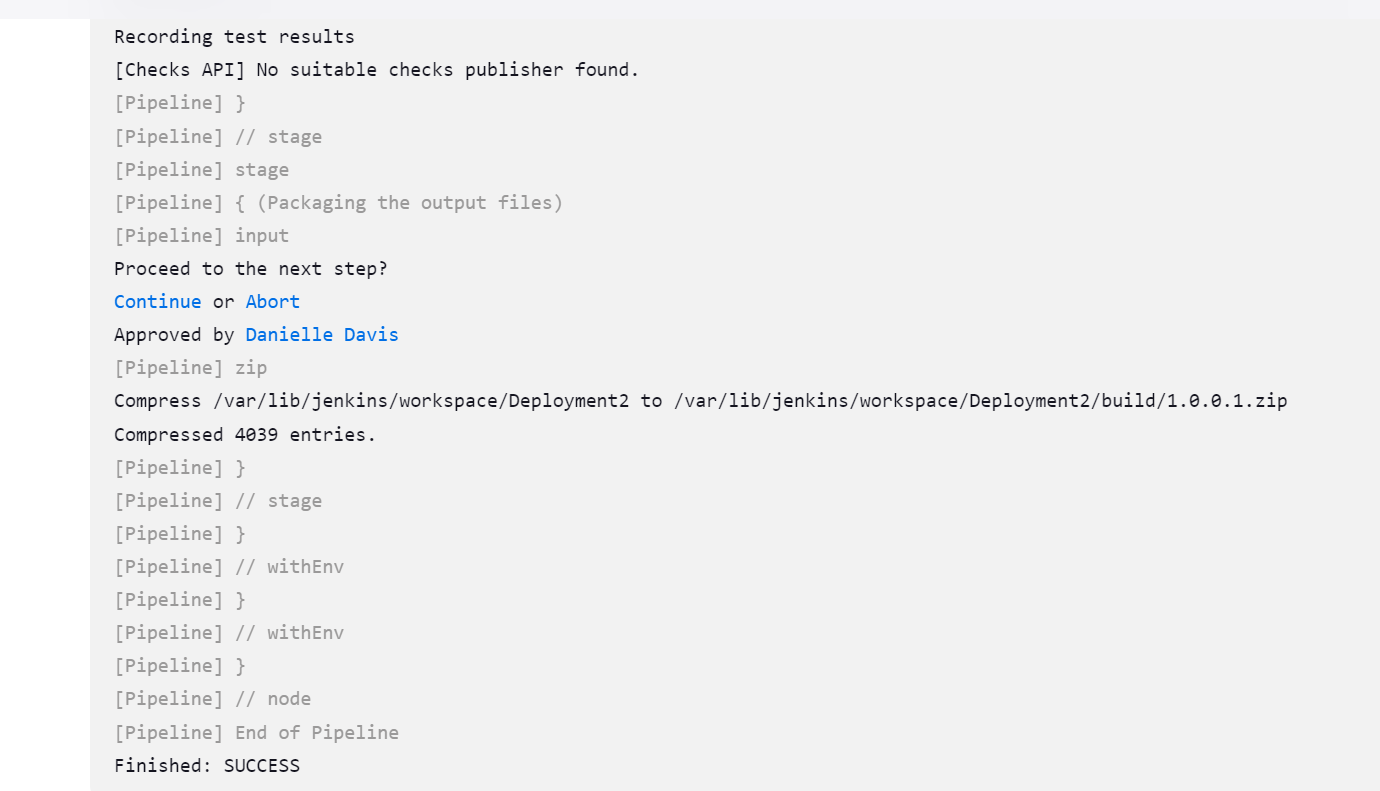 Recording test results
[Checks API] No suitable checks publisher found.
[Pipeline] }
[Pipeline] // stage
[Pipeline] stage
[Pipeline] { (Packaging the output files)
[Pipeline] input
Proceed to the next step?
Continue or Abort
Approved by Danielle Davis
[Pipeline] zip
Compress /var/lib/jenkins/workspace/Deployment2 to /var/lib/jenkins/workspace/Deployment2/build/1.0.0.1.zip
Compressed 4039 entries.
[Pipeline] }
[Pipeline] // stage
[Pipeline] }
[Pipeline] // withEnv
[Pipeline] }
[Pipeline] // withEnv
[Pipeline] }
[Pipeline] // node
[Pipeline] End of Pipeline
Finished: SUCCESS